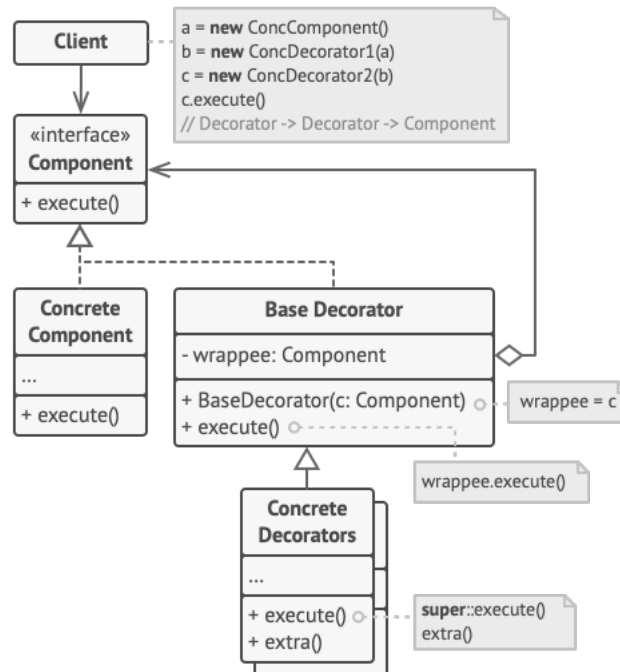 Client
a = new ConcComponent()
b = new ConcDecorator1(a)
c = new ConcDecorator2(b)
c.execute()
// Decorator -> Decorator -> Component
«interface»
Component
+ execute()
Concrete
Component
...
+ execute()
Base Decorator
- wrappee: Component
+ BaseDecorator(c: Component)
+ execute()
wrappee = c
wrappee.execute()
Concrete
Decorators
...
+ execute()
+ extra()
super::execute()
extra()